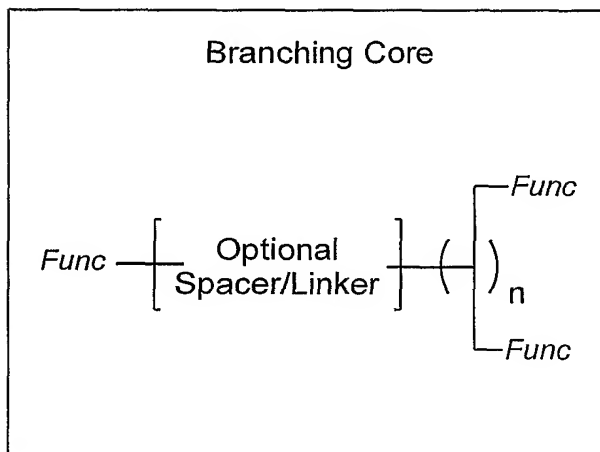 Branching Core
Func
Func
Optional
Spacer/Linker
( )
n
Func